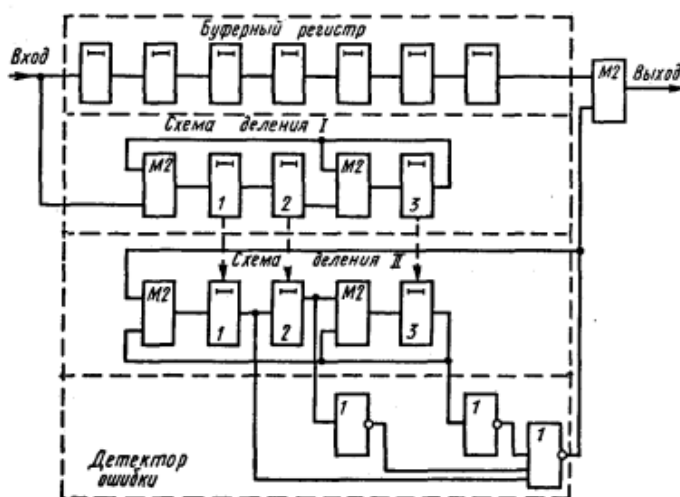 Буферный регистр
Вход
М2
Выход
Схема деления I
М2
М2
1
2
3
Схема деления II
М2
М2
1
2
3
1
1
1
Детектор
ошибки